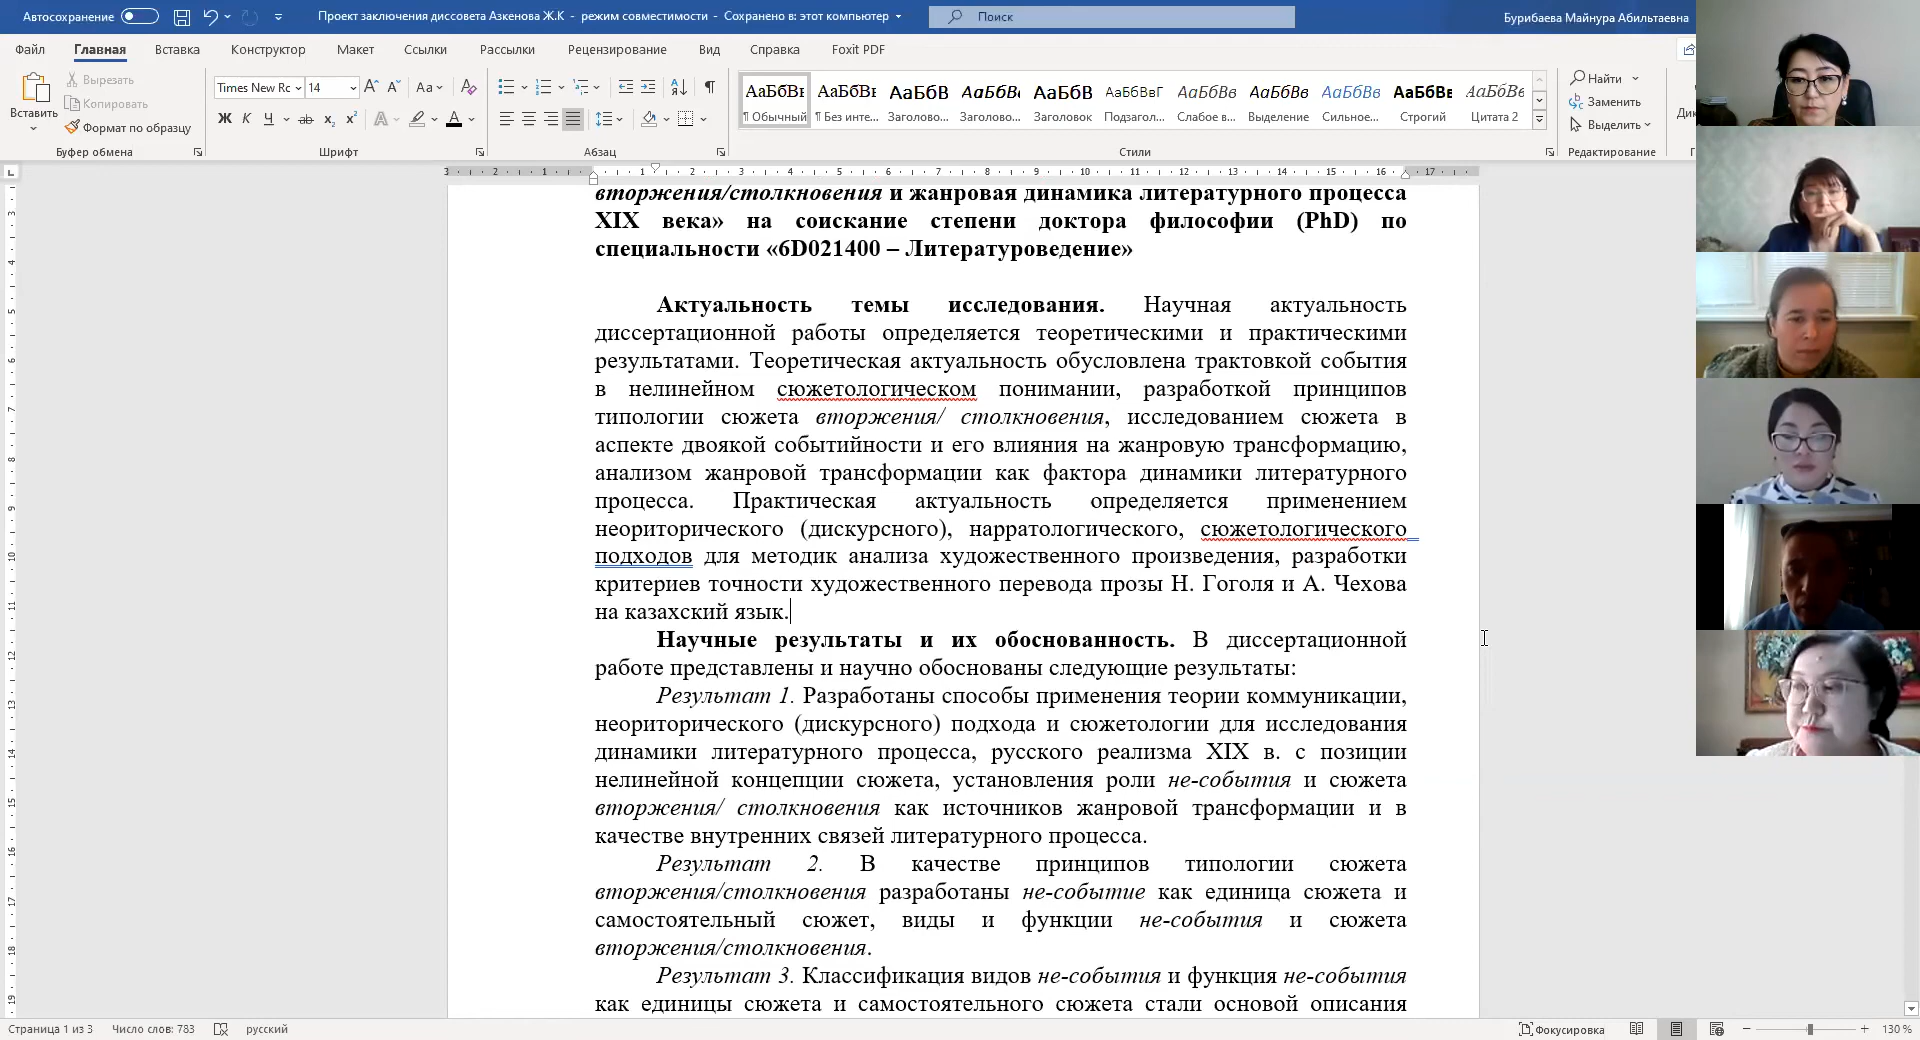 Автосохранение
Проект заключения диссовета Азкенова Ж.К - режим совместимости - Сохранено в: этот компьютер
Поиск
Бурибаева Майнура Абильтаевна
Файл Главная Вставка Конструктор Макет Ссылки Рассылки Рецензирование Вид Справка Foxit PDF
Вставить
Вырезать
Копировать
Формат по образцу
Буфер обмена
Times New Rc 14
Шрифт
Абзац
АаБбВв АаБбВв АаБбВ АаБбВв АаБбВ АаБбВвГ АаБбВв АаБбВв АаБбВв АаБбВв АаБбВв
¶ Обычный ¶ Без инте... Заголово... Заголово... Заголовок Подзагол... Слабое в... Выделение Сильное... Строгий Цитата 2
Стили
Найти
Заменить
Выделить
Редактирование
вторжения/столкновения и жанровая динамика литературного процесса
XIX века» на соискание степени доктора философии (PhD) по
специальности «6D021400 – Литературоведение»
Актуальность темы исследования. Научная актуальность
диссертационной работы определяется теоретическими и практическими
результатами. Теоретическая актуальность обусловлена трактовкой события
в нелинейном сюжетологическом понимании, разработкой принципов
типологии сюжета вторжения/ столкновения, исследованием сюжета в
аспекте двоякой событийности и его влияния на жанровую трансформацию,
анализом жанровой трансформации как фактора динамики литературного
процесса. Практическая актуальность определяется применением
неориторического (дискурсного), нарратологического, сюжетологического
подходов для методик анализа художественного произведения, разработки
критериев точности художественного перевода прозы Н. Гоголя и А. Чехова
на казахский язык.
Научные результаты и их обоснованность. В диссертационной
работе представлены и научно обоснованы следующие результаты:
Результат 1. Разработаны способы применения теории коммуникации,
неориторического (дискурсного) подхода и сюжетологии для исследования
динамики литературного процесса, русского реализма XIX в. с позиции
нелинейной концепции сюжета, установления роли не-события и сюжета
вторжения/ столкновения как источников жанровой трансформации и в
качестве внутренних связей литературного процесса.
Результат 2. В качестве принципов типологии сюжета
вторжения/столкновения разработаны не-событие как единица сюжета и
самостоятельный сюжет, виды и функции не-события и сюжета
вторжения/столкновения.
Результат 3. Классификация видов не-события и функция не-события
как единицы сюжета и самостоятельного сюжета стали основой описания
Страница 1 из 3 Число слов: 783 русский
Фокусировка
130 %